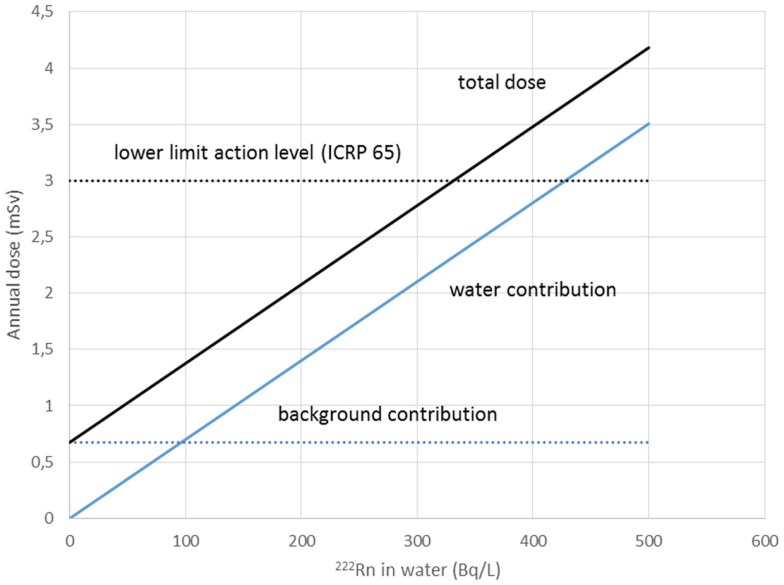 4,5
4
total dose
3,5
lower limit action level (ICRP 65)
3
Annual dose (mSv)
2,5
water contribution
2
1,5
background contribution
1
0,5
0
0 100 200 300 400 500 600
²²²Rn in water (Bq/L)